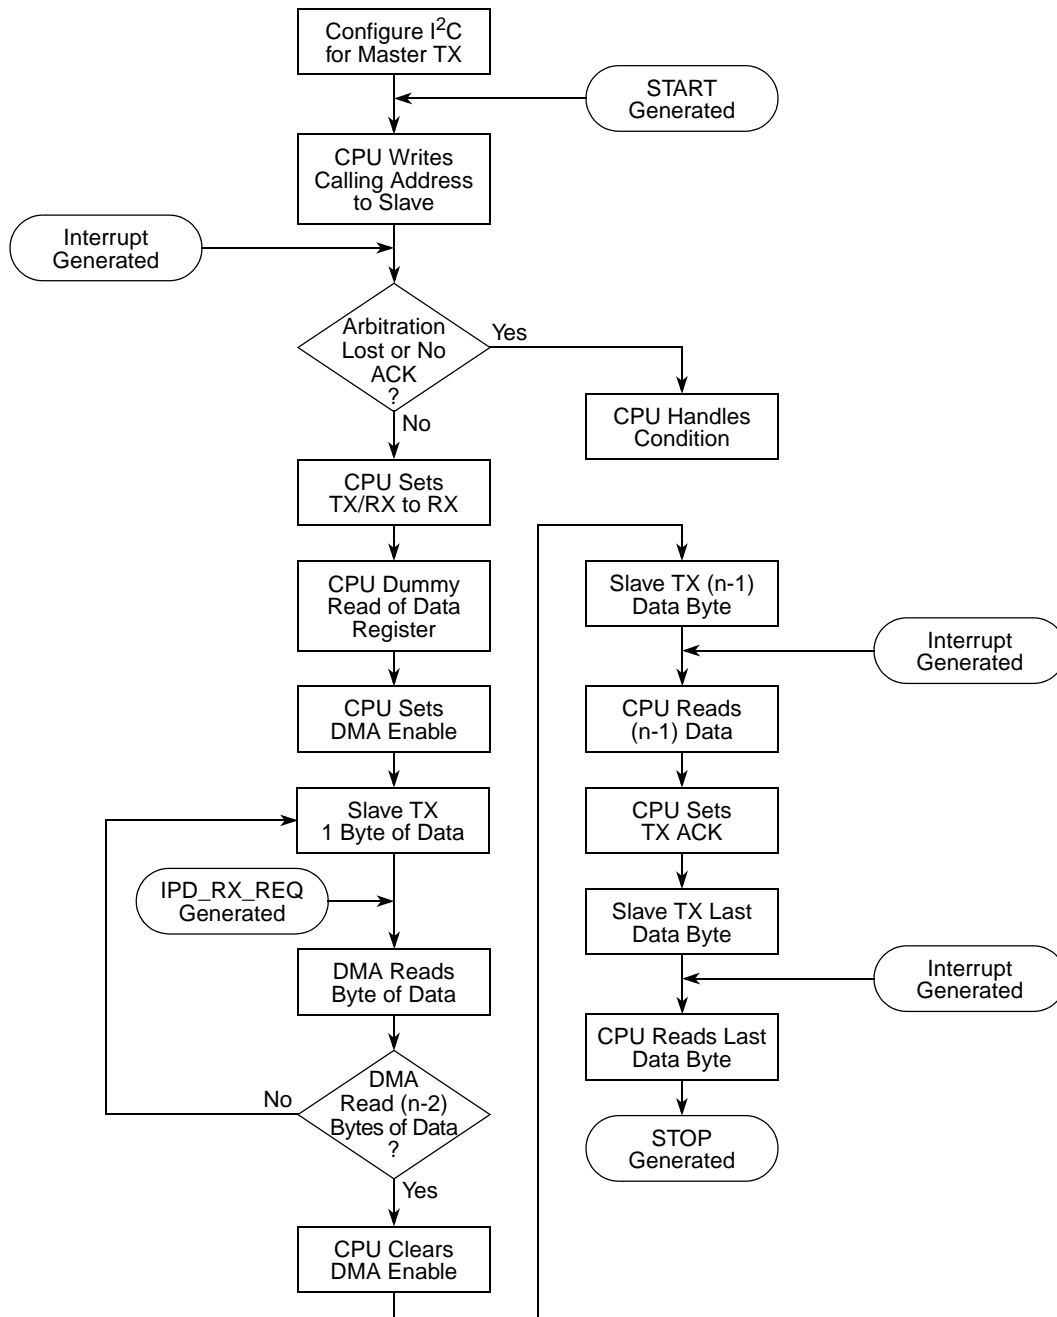 Configure I²C
for Master TX
START
Generated
CPU Writes
Calling Address
to Slave
Interrupt
Generated
Arbitration
Lost or No
ACK
?
Yes
No
CPU Handles
Condition
CPU Sets
TX/RX to RX
CPU Dummy
Read of Data
Register
CPU Sets
DMA Enable
Slave TX
1 Byte of Data
IPD_RX_REQ
Generated
DMA Reads
Byte of Data
DMA
Read (n-2)
Bytes of Data
?
No
Yes
CPU Clears
DMA Enable
Slave TX (n-1)
Data Byte
Interrupt
Generated
CPU Reads
(n-1) Data
CPU Sets
TX ACK
Slave TX Last
Data Byte
Interrupt
Generated
CPU Reads Last
Data Byte
STOP
Generated